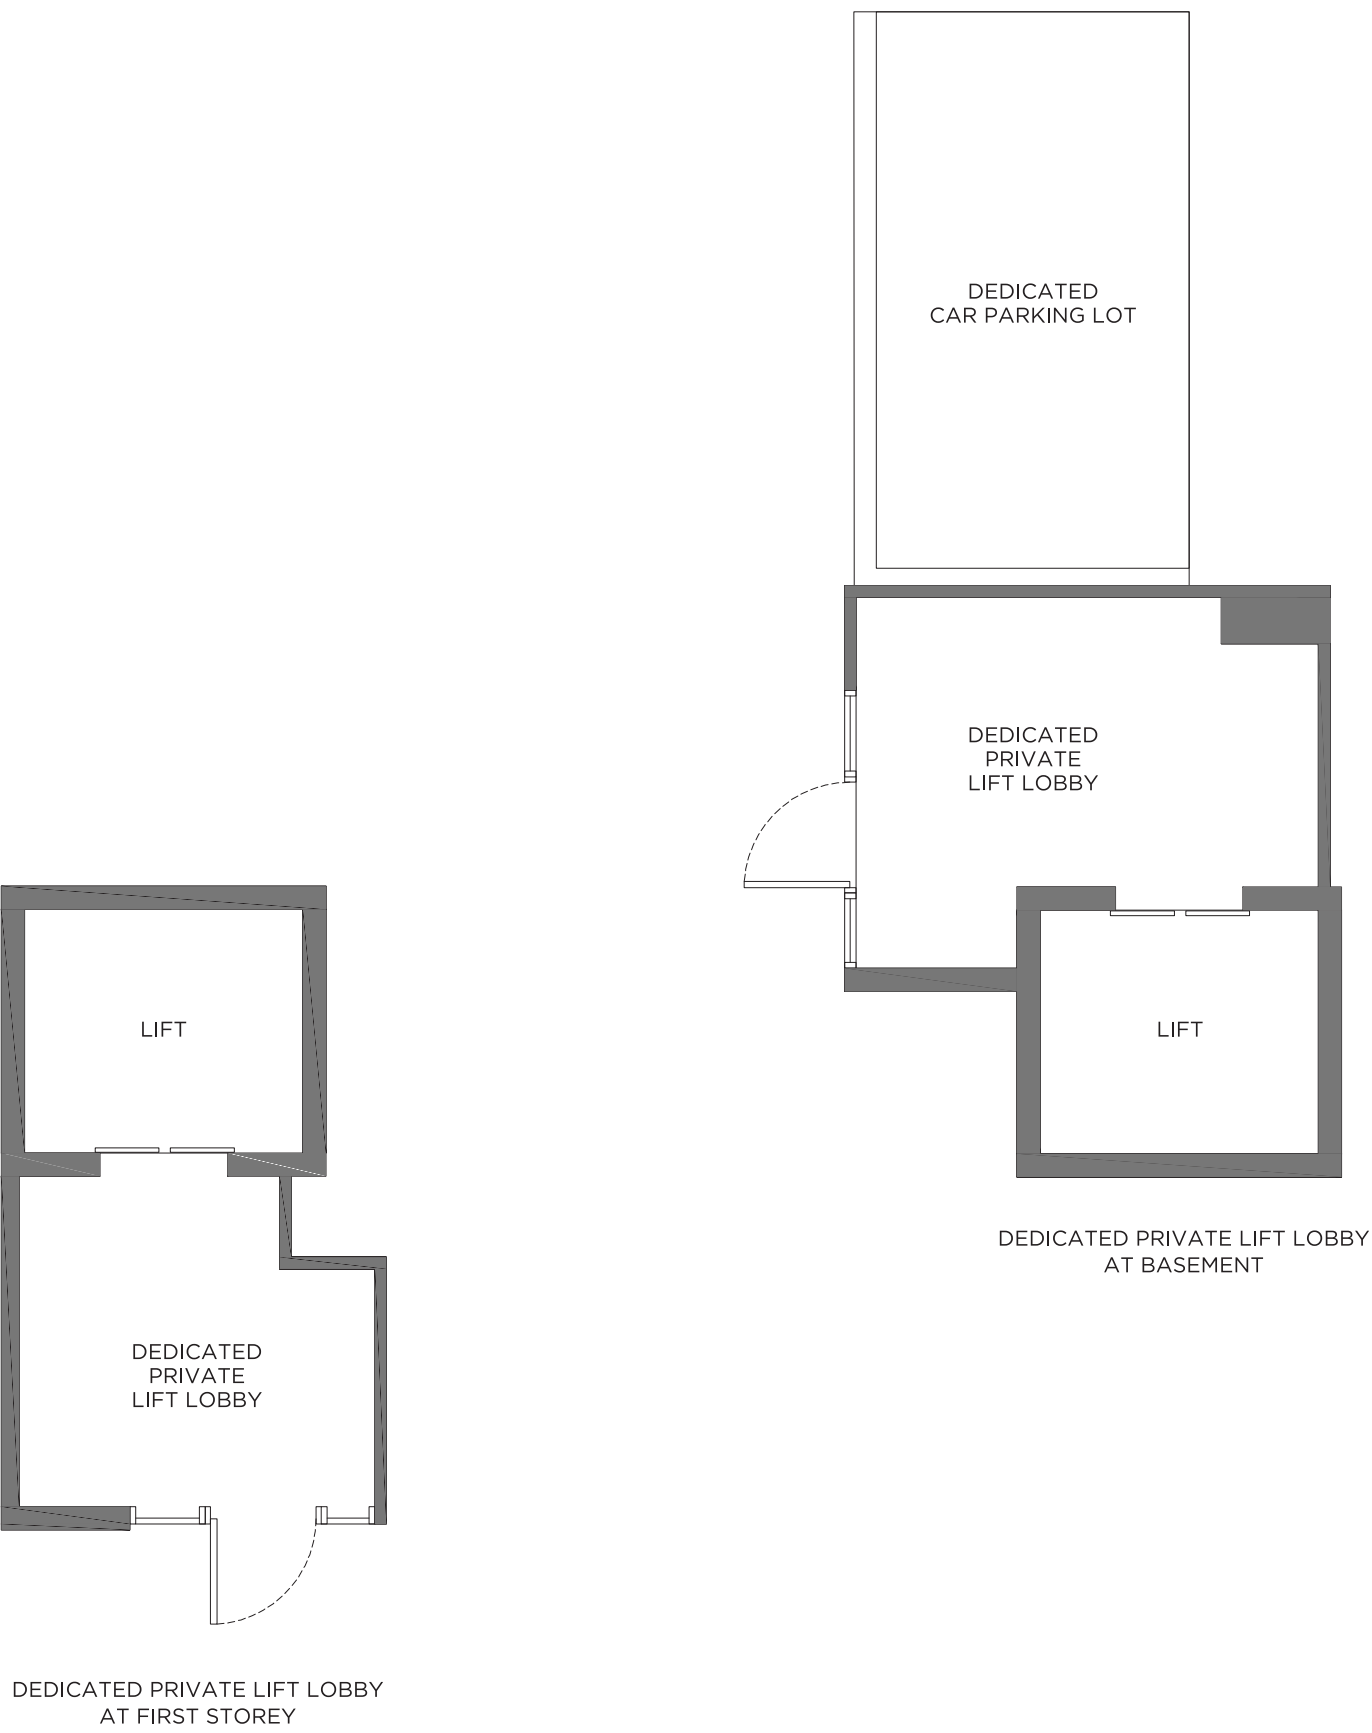 DEDICATED
CAR PARKING LOT
DEDICATED
PRIVATE
LIFT LOBBY
LIFT
DEDICATED PRIVATE LIFT LOBBY
AT BASEMENT
LIFT
DEDICATED
PRIVATE
LIFT LOBBY
DEDICATED PRIVATE LIFT LOBBY
AT FIRST STOREY